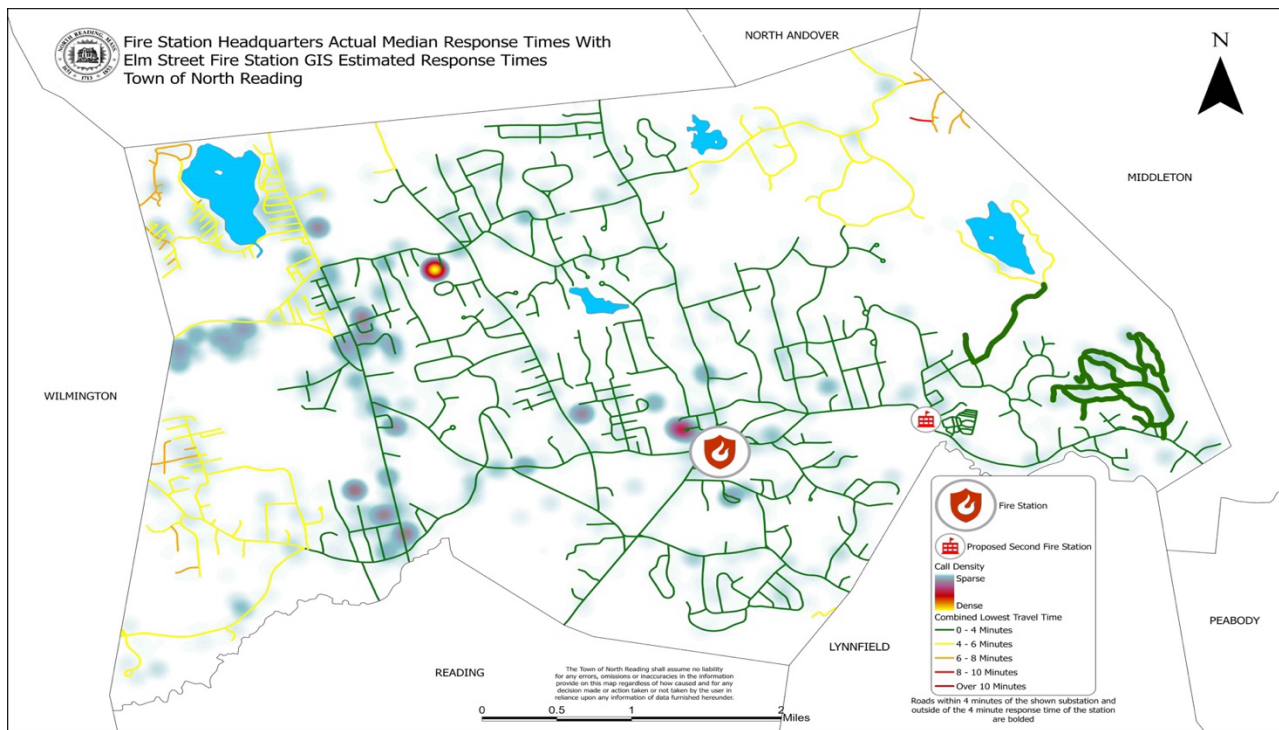 Fire Station Headquarters Actual Median Response Times With
Elm Street Fire Station GIS Estimated Response Times
Town of North Reading
NORTH ANDOVER
N
MIDDLETON
WILMINGTON
Fire Station
Proposed Second Fire Station
Call Density
Sparse
Dense
Combined Lowest Travel Time
0 - 4 Minutes
4 - 6 Minutes
6 - 8 Minutes
8 - 10 Minutes
Over 10 Minutes
Roads within 4 minutes of the shown substation and
outside of the 4 minute response time of the station
are bolded
PEABODY
LYNNFIELD
READING
The Town of North Reading shall assume no liability
for any errors, omissions or inaccuracies in the information
provide on this map regardless of how caused and for any
decision made or action taken or not taken by the user in
reliance upon any information of data furnished hereunder.
0 0.5 1 2
Miles